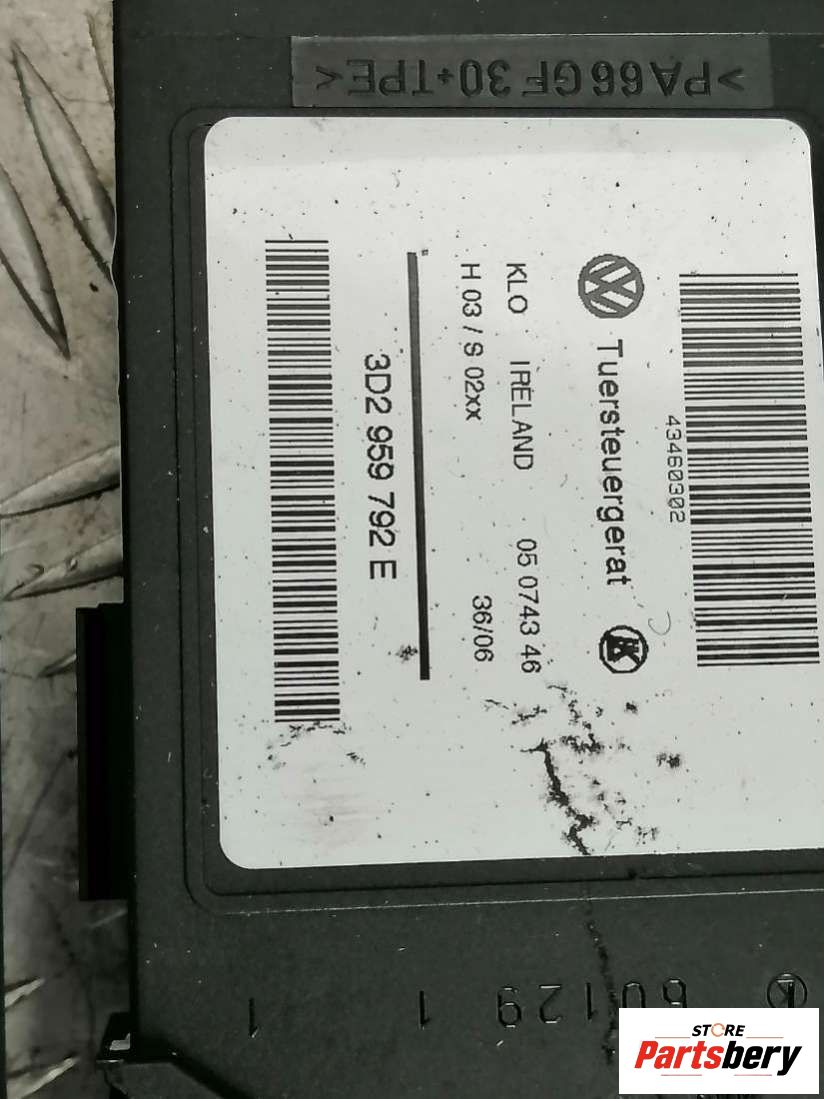 >PA66GF30+TPE<
43460302
Tuersteuergerat
KLO IRELAND 05 0743 46
H 03 / S 02xx 36/06
3D2 959 792 E
60129 1 1
STORE
Partsbery